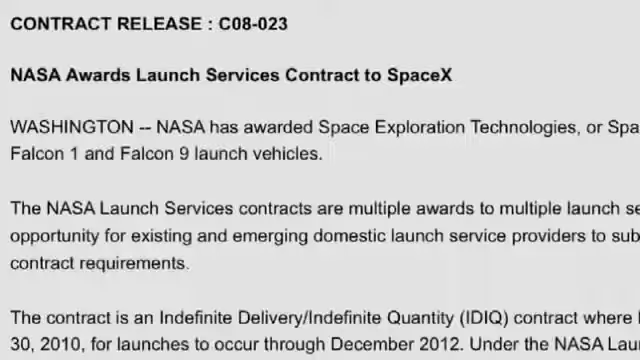 CONTRACT RELEASE : C08-023
NASA Awards Launch Services Contract to SpaceX
WASHINGTON -- NASA has awarded Space Exploration Technologies, or Spa
Falcon 1 and Falcon 9 launch vehicles.
The NASA Launch Services contracts are multiple awards to multiple launch se
opportunity for existing and emerging domestic launch service providers to sub
contract requirements.
The contract is an Indefinite Delivery/Indefinite Quantity (IDIQ) contract where
30, 2010, for launches to occur through December 2012. Under the NASA Lau